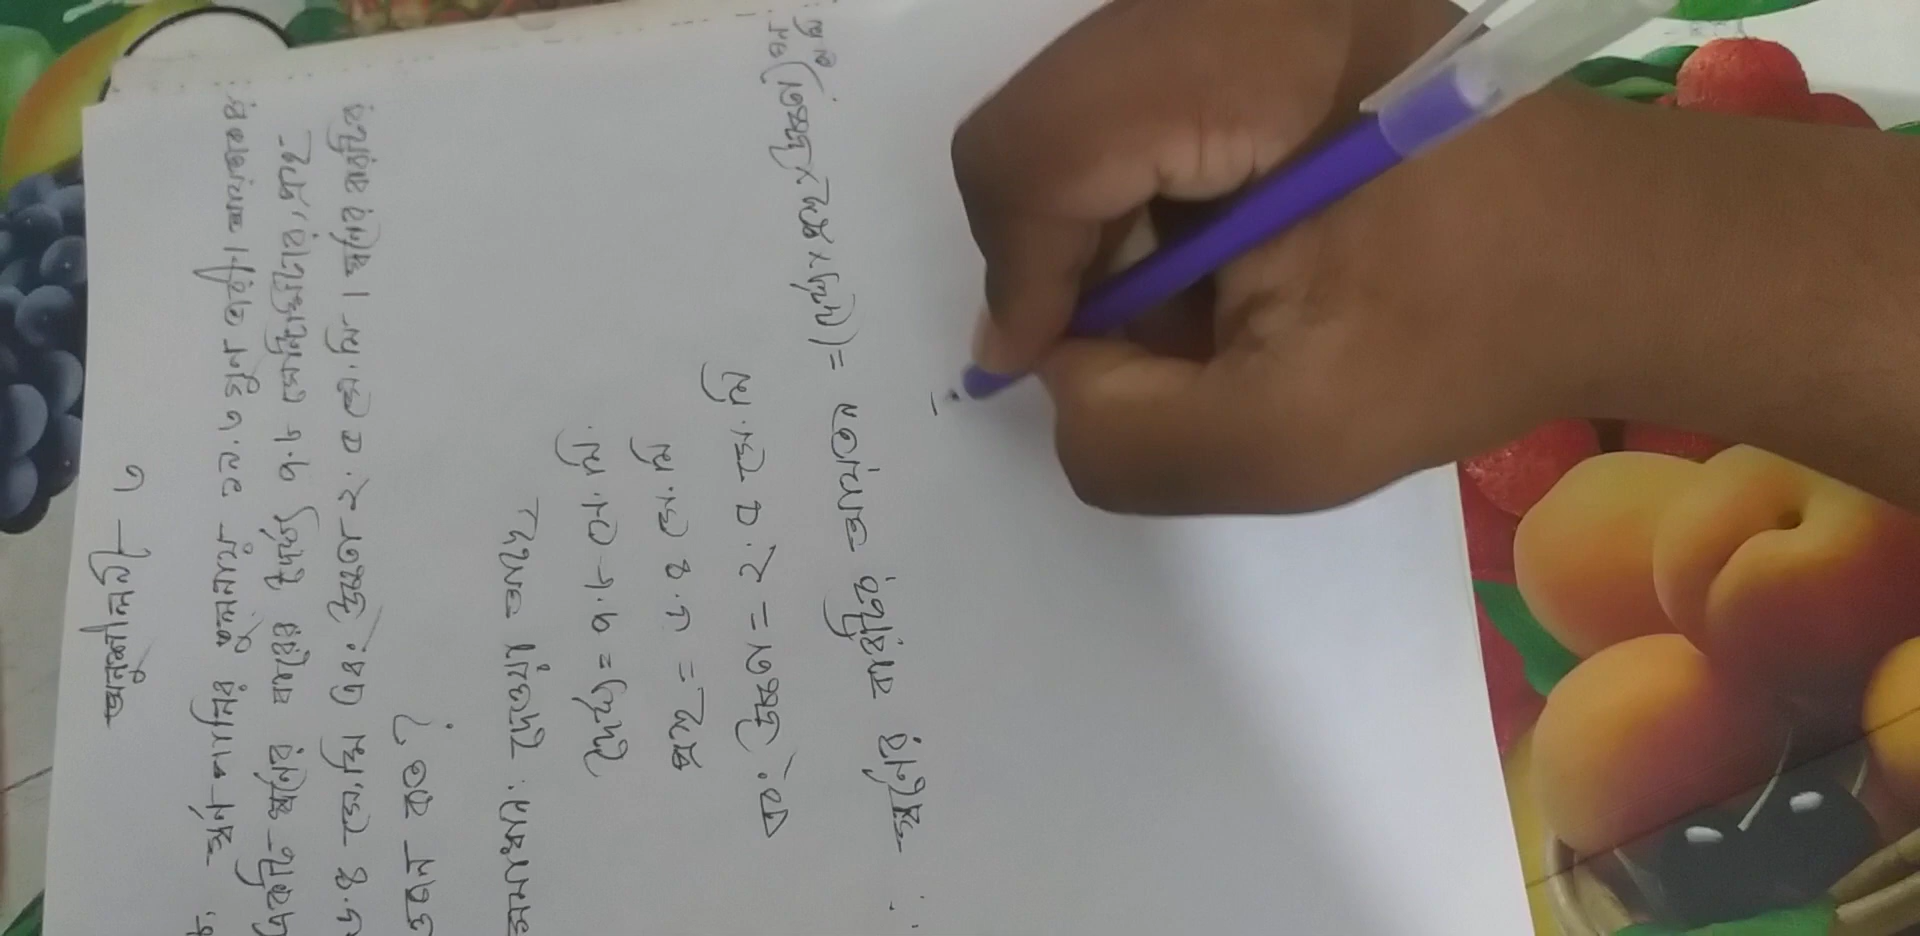 অনুশীলনী- ৩
৮. স্বর্ণ পানির তুলনায় ১৯.৩ গুণ ভারী। আয়তাকার
একটি স্বর্ণের বারের দৈর্ঘ্য ৭.৮ সেন্টিমিটার, প্রস্থ
৬.৪ সে.মি এবং উচ্চতা ২.৫ সে.মি। স্বর্ণের বারটির
ওজন কত?
সমাধান: দেওয়া আছে,
দৈর্ঘ্য = ৭.৮ সে.মি.
প্রস্থ = ৬.৪ সে.মি
এবং উচ্চতা = ২.৫ সে.মি
∴ স্বর্ণের বারটির আয়তন = (দৈর্ঘ্য × প্রস্থ × উচ্চতা) ঘন
সে.মি
=